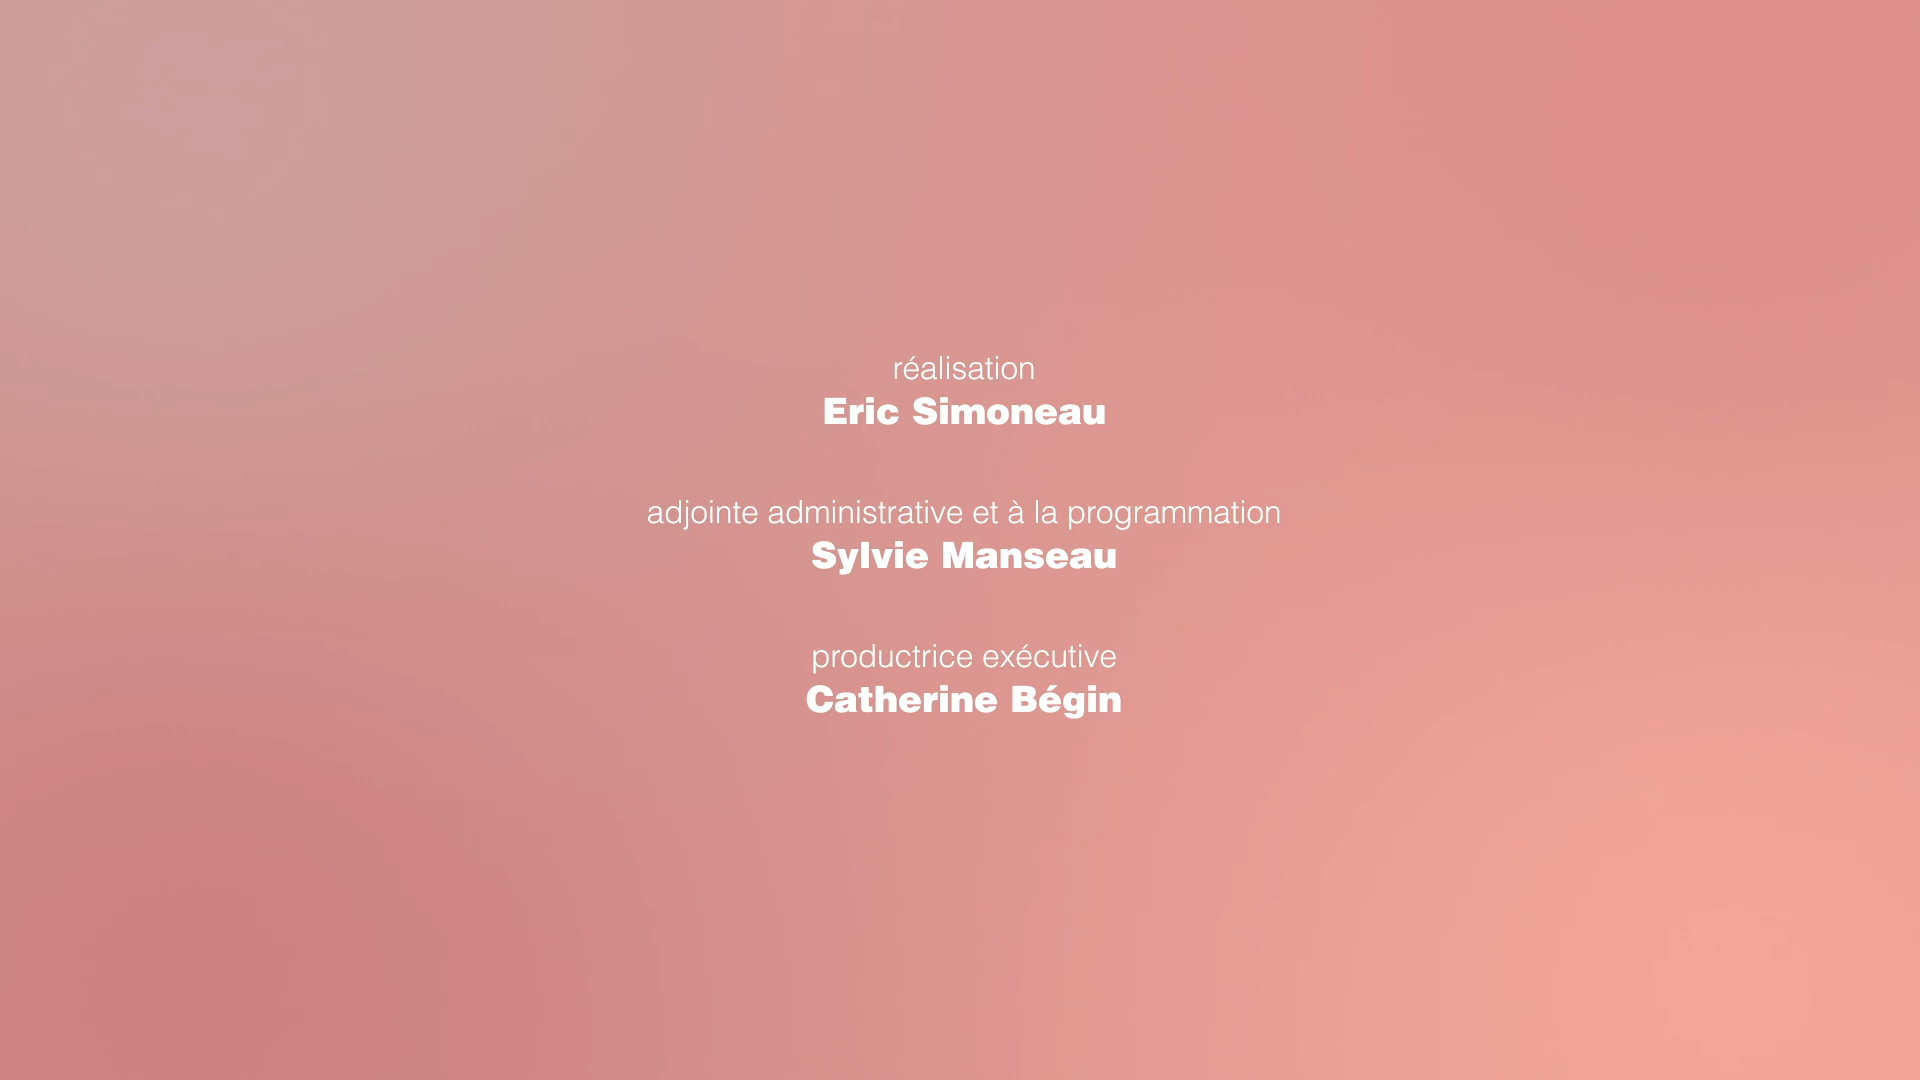 réalisation
Eric Simoneau
adjointe administrative et à la programmation
Sylvie Manseau
productrice exécutive
Catherine Bégin